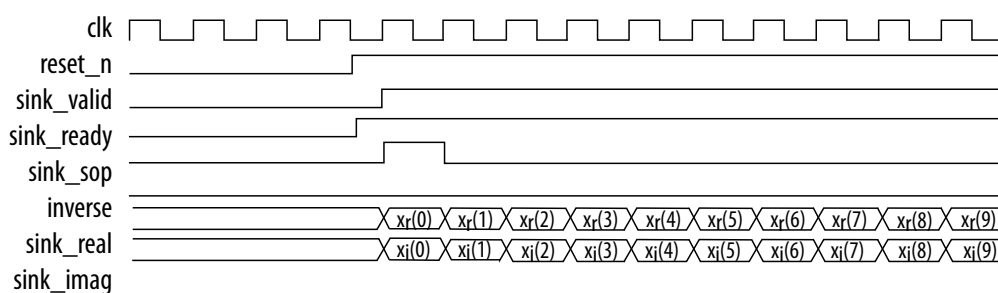 clk
reset_n
sink_valid
sink_ready
sink_sop
inverse
xr(0) xr(1) xr(2) xr(3) xr(4) xr(5) xr(6) xr(7) xr(8) xr(9)
sink_real
xi(0) xi(1) xi(2) xi(3) xi(4) xi(5) xi(6) xi(7) xi(8) xi(9)
sink_imag